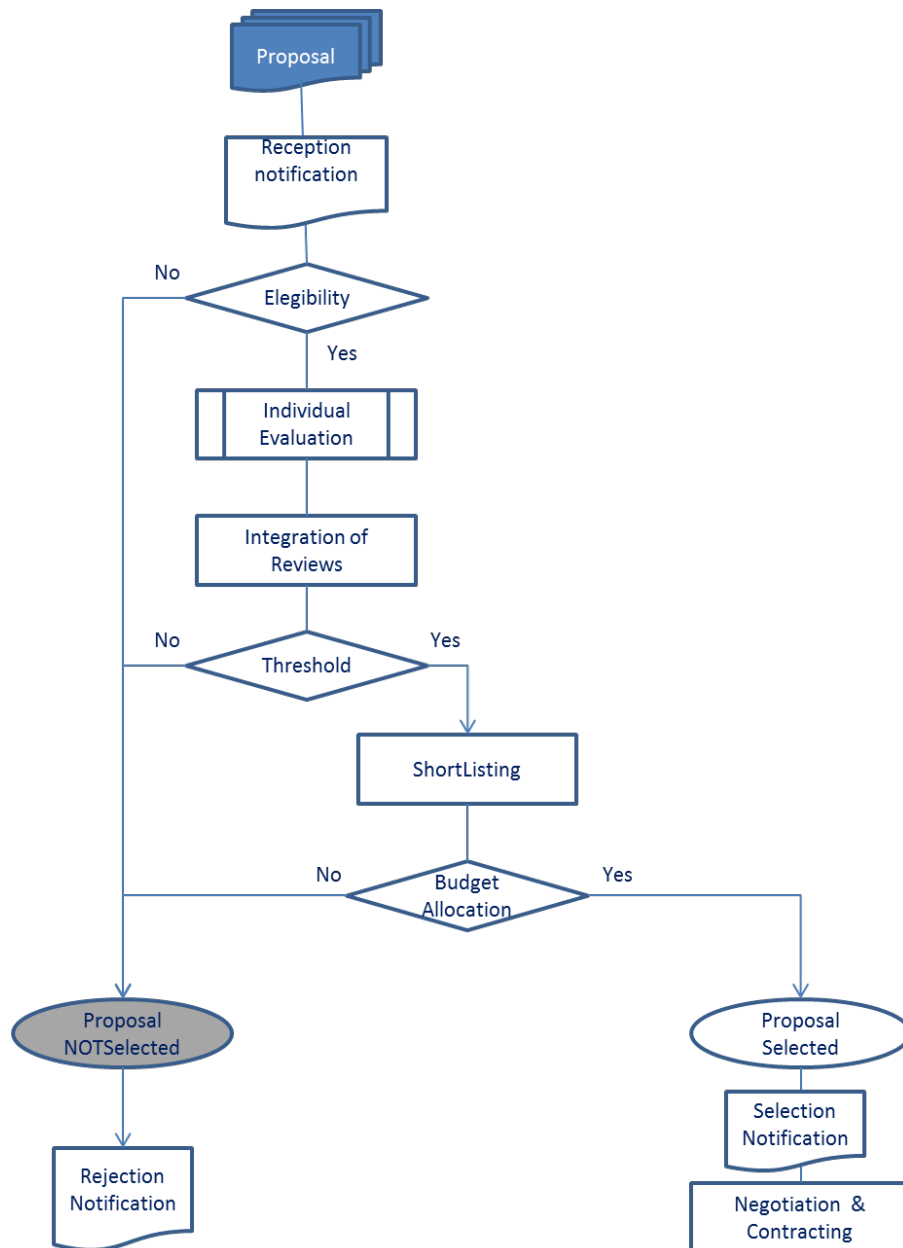 Proposal
Reception
notification
No
Elegibility
Yes
Individual
Evaluation
Integration of
Reviews
No
Yes
Threshold
ShortListing
No
Yes
Budget
Allocation
Proposal
NOTSelected
Proposal
Selected
Selection
Notification
Rejection
Notification
Negotiation &
Contracting